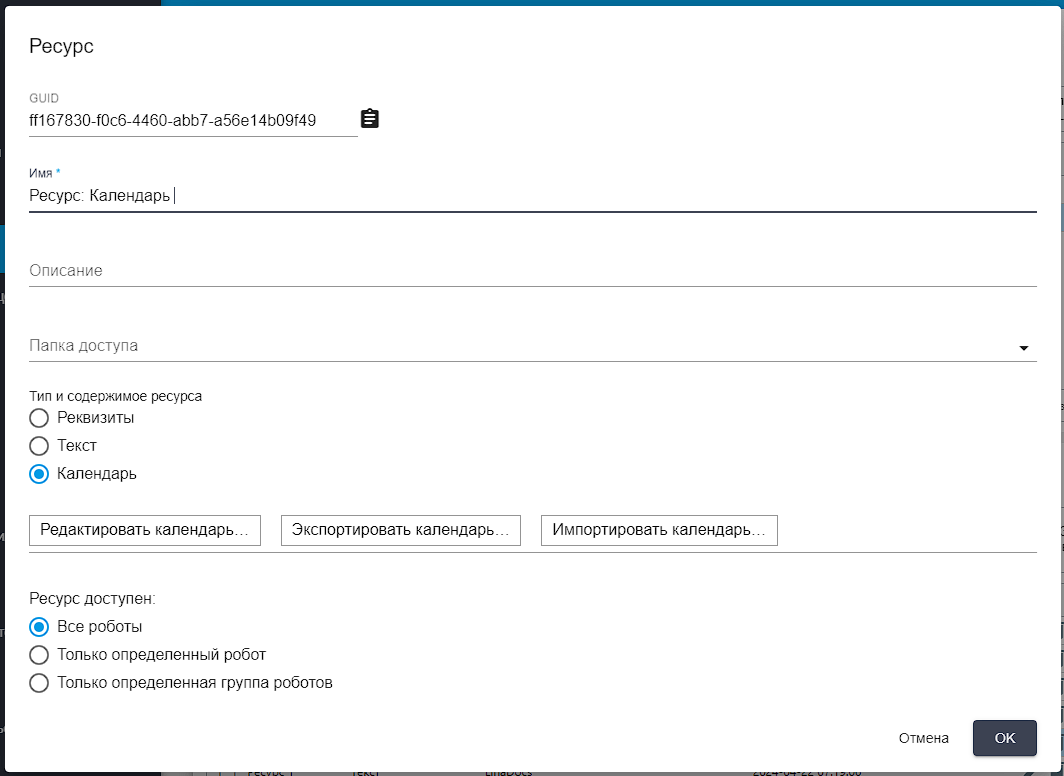 Ресурс
GUID
ff167830-f0c6-4460-abb7-a56e14b09f49
Имя *
Ресурс: Календарь
Описание
Папка доступа
Тип и содержимое ресурса
Реквизиты
Текст
Календарь
Редактировать календарь... Экспортировать календарь... Импортировать календарь...
Ресурс доступен:
Все роботы
Только определенный робот
Только определенная группа роботов
Отмена OK